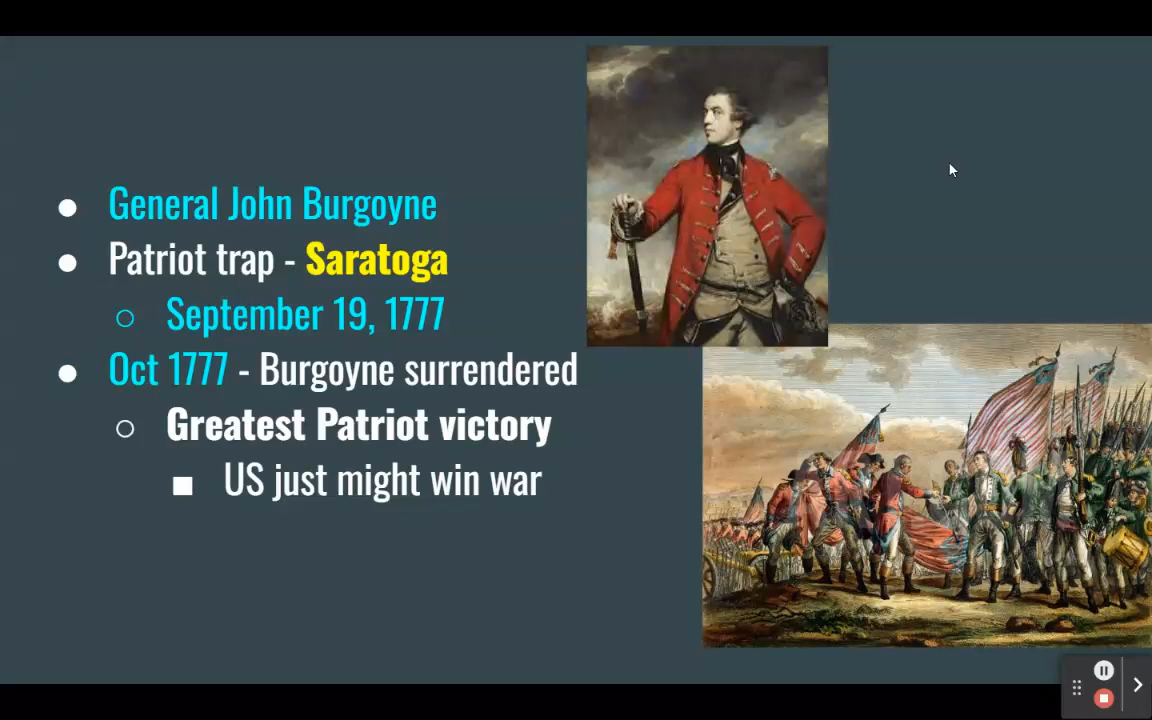 General John Burgoyne
Patriot trap - Saratoga
September 19, 1777
Oct 1777 - Burgoyne surrendered
Greatest Patriot victory
US just might win war